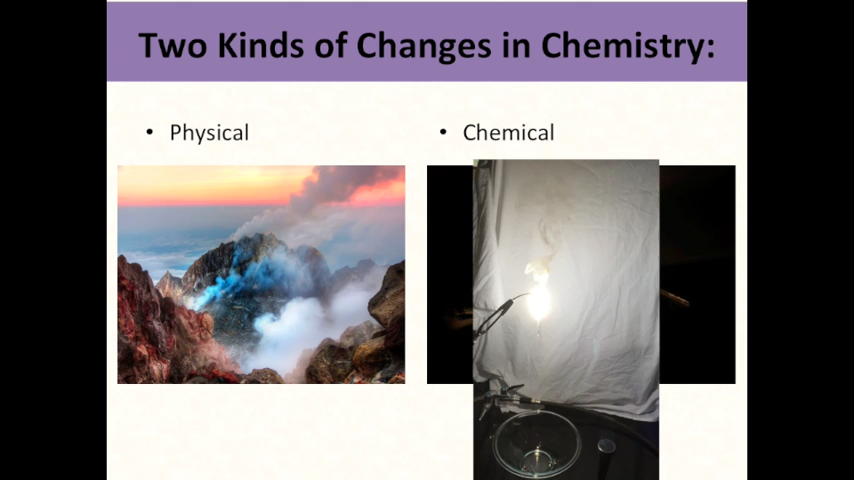 Two Kinds of Changes in Chemistry:
• Physical
• Chemical